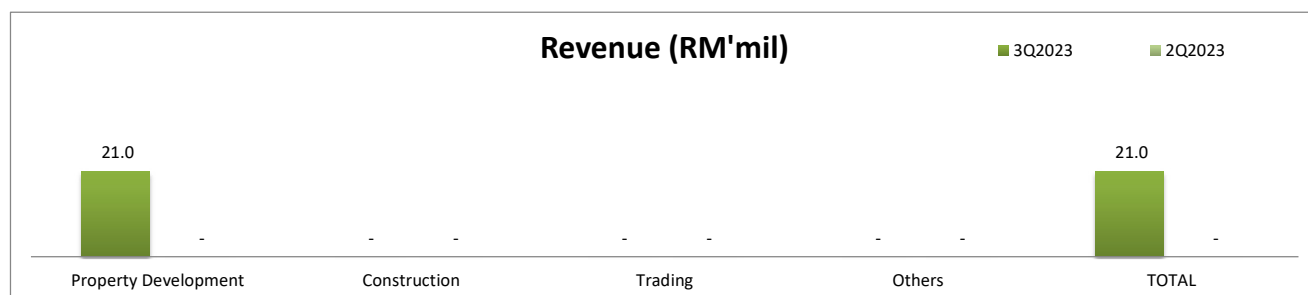 Revenue (RM'mil)
3Q2023 2Q2023
21.0 21.0
- - - - - - - -
Property Development Construction Trading Others TOTAL